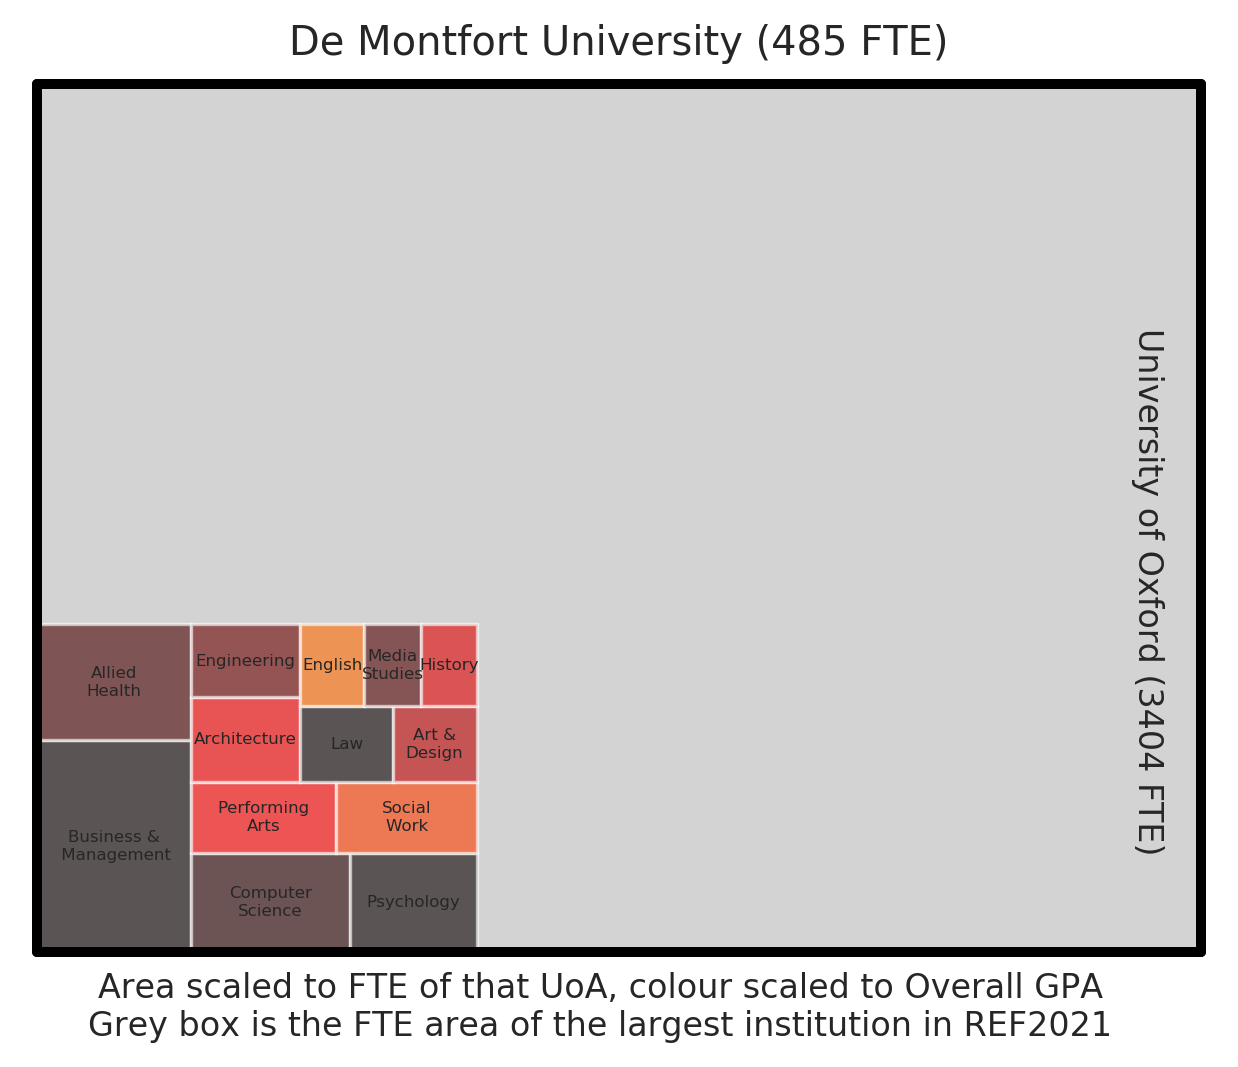 De Montfort University (485 FTE)
University of Oxford (3404 FTE)
Allied
Health
Engineering
English
Media
Studies
History
Architecture
Law
Art &
Design
Business &
Management
Performing
Arts
Social
Work
Computer
Science
Psychology
Area scaled to FTE of that UoA, colour scaled to Overall GPA
Grey box is the FTE area of the largest institution in REF2021